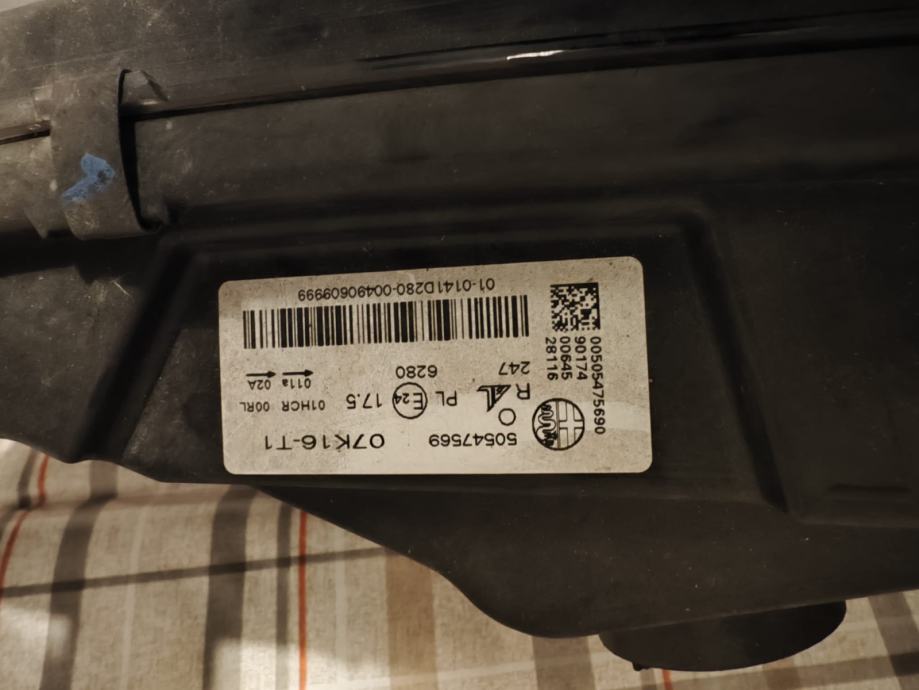 50547569 07K16-T1
247 R PL E24 17.5 01HCR 00RL
6280 011a 02A
01-0141D280-004906099999
00505475690
90174
00645
28116